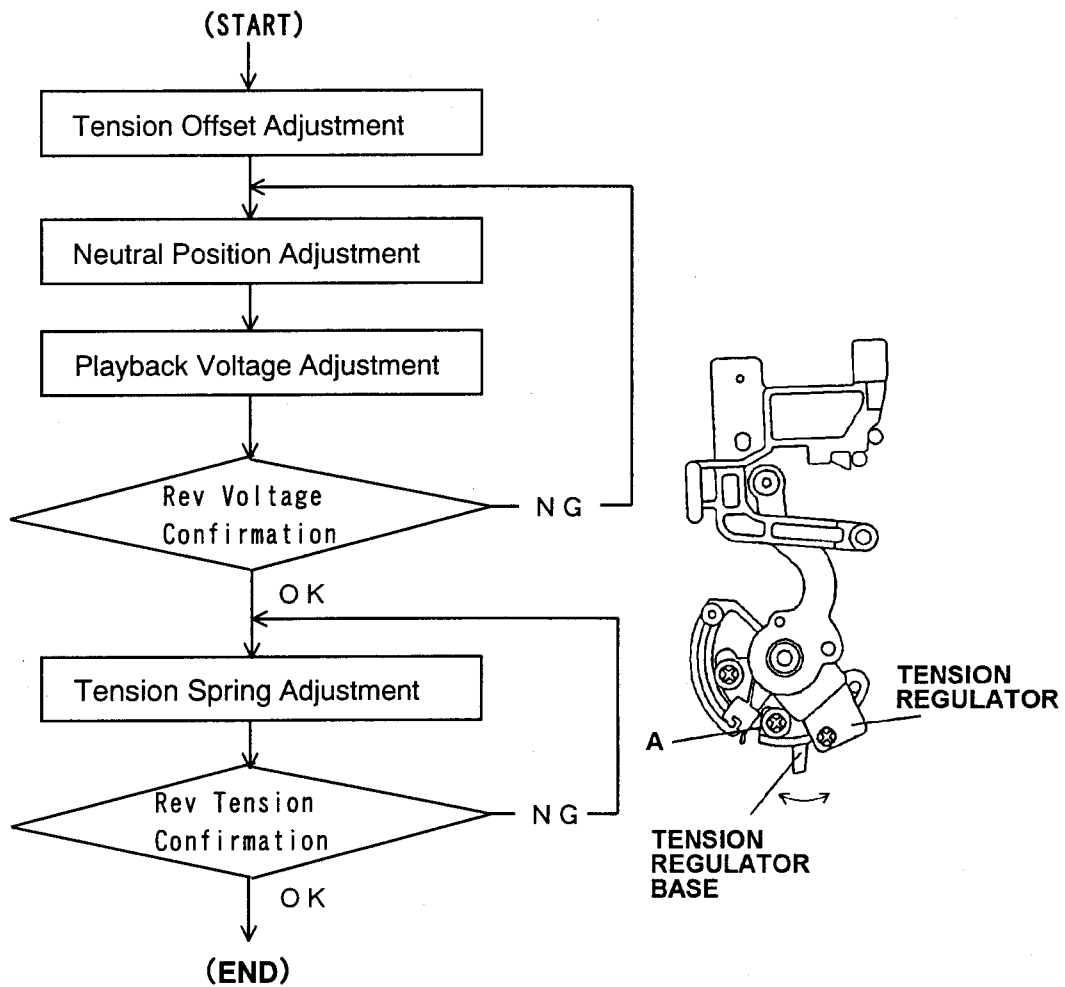 (START)
Tension Offset Adjustment
Neutral Position Adjustment
Playback Voltage Adjustment
Rev Voltage
Confirmation
NG
OK
Tension Spring Adjustment
Rev Tension
Confirmation
NG
OK
(END)
TENSION
REGULATOR
A
TENSION
REGULATOR
BASE